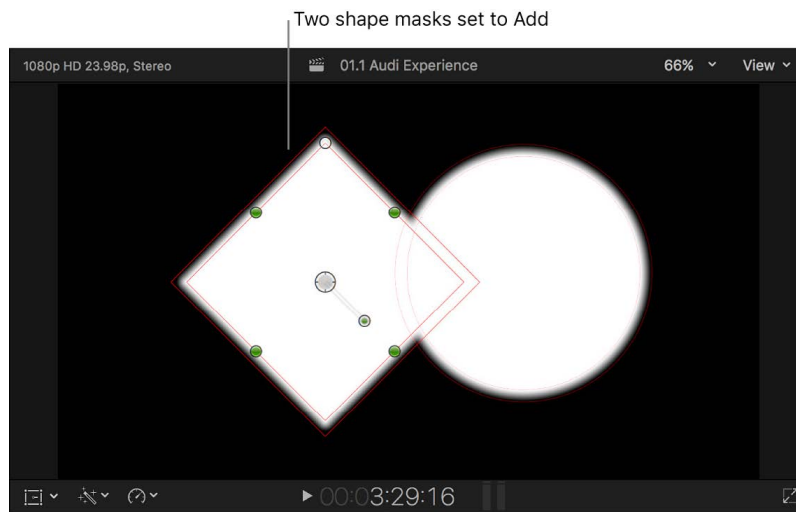 Two shape masks set to Add
1080p HD 23.98p, Stereo
01.1 Audi Experience
66%
View
00:03:29:16